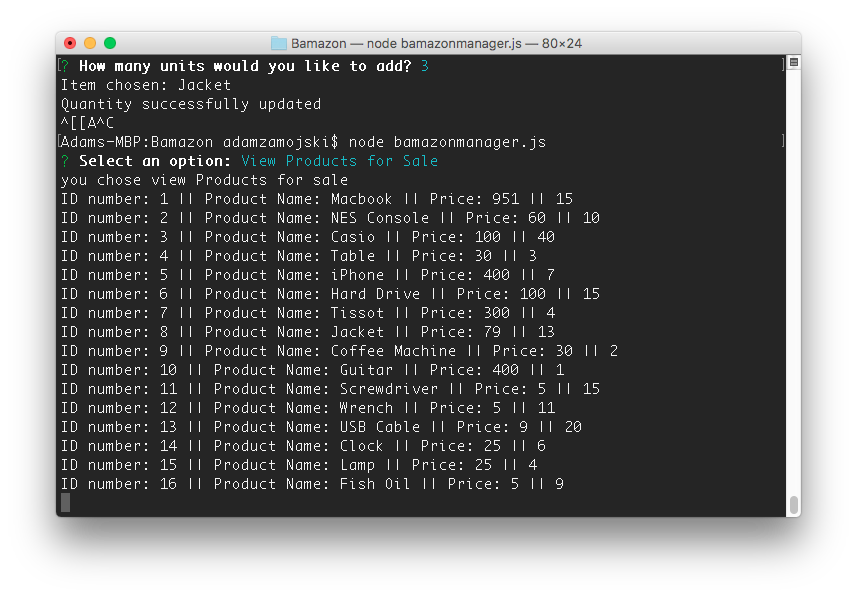 Bamazon — node bamazonmanager.js — 80×24
[? How many units would you like to add? 3 ]
Item chosen: Jacket
Quantity successfully updated
^[[A^C
[Adams-MBP:Bamazon adamzamojski$ node bamazonmanager.js ]
? Select an option: View Products for Sale
you chose view Products for sale
ID number: 1 || Product Name: Macbook || Price: 951 || 15
ID number: 2 || Product Name: NES Console || Price: 60 || 10
ID number: 3 || Product Name: Casio || Price: 100 || 40
ID number: 4 || Product Name: Table || Price: 30 || 3
ID number: 5 || Product Name: iPhone || Price: 400 || 7
ID number: 6 || Product Name: Hard Drive || Price: 100 || 15
ID number: 7 || Product Name: Tissot || Price: 300 || 4
ID number: 8 || Product Name: Jacket || Price: 79 || 13
ID number: 9 || Product Name: Coffee Machine || Price: 30 || 2
ID number: 10 || Product Name: Guitar || Price: 400 || 1
ID number: 11 || Product Name: Screwdriver || Price: 5 || 15
ID number: 12 || Product Name: Wrench || Price: 5 || 11
ID number: 13 || Product Name: USB Cable || Price: 9 || 20
ID number: 14 || Product Name: Clock || Price: 25 || 6
ID number: 15 || Product Name: Lamp || Price: 25 || 4
ID number: 16 || Product Name: Fish Oil || Price: 5 || 9